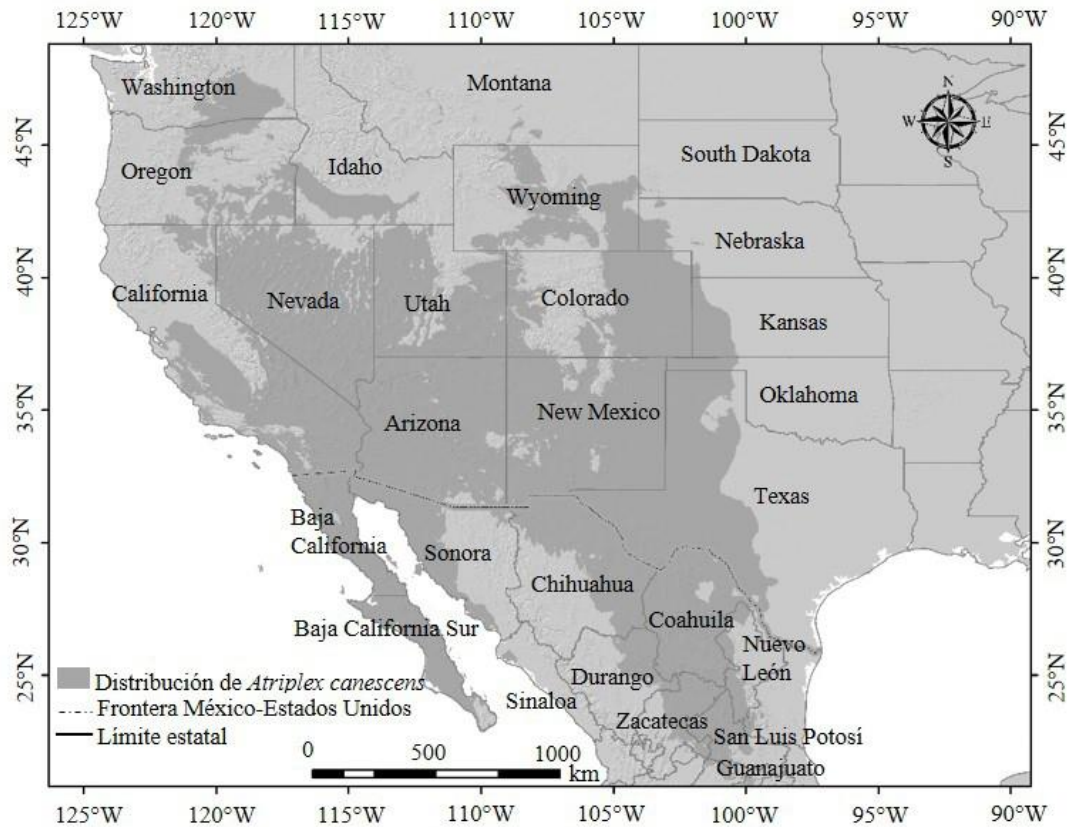 125°W 120°W 115°W 110°W 105°W 100°W 95°W 90°W
Washington
Montana
N
W E
S
45°N 45°N
Oregon
Idaho
South Dakota
Wyoming
Nebraska
40°N 40°N
California
Nevada
Utah
Colorado
Kansas
35°N 35°N
Arizona
New Mexico
Oklahoma
Texas
30°N 30°N
Baja
California
Sonora
Chihuahua
Coahuila
Baja California Sur
Nuevo
León
25°N 25°N
Durango
Sinaloa
Zacatecas
San Luis Potosí
Guanajuato
Distribución de Atriplex canescens
Frontera México-Estados Unidos
Límite estatal
0 500 1000
km
125°W 120°W 115°W 110°W 105°W 100°W 95°W 90°W